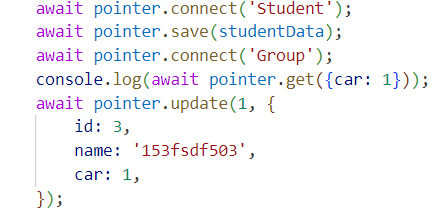 await pointer.connect('Student');
await pointer.save(studentData);
await pointer.connect('Group');
console.log(await pointer.get({car: 1}));
await pointer.update(1, {
    id: 3,
    name: '153fsdf503',
    car: 1,
});